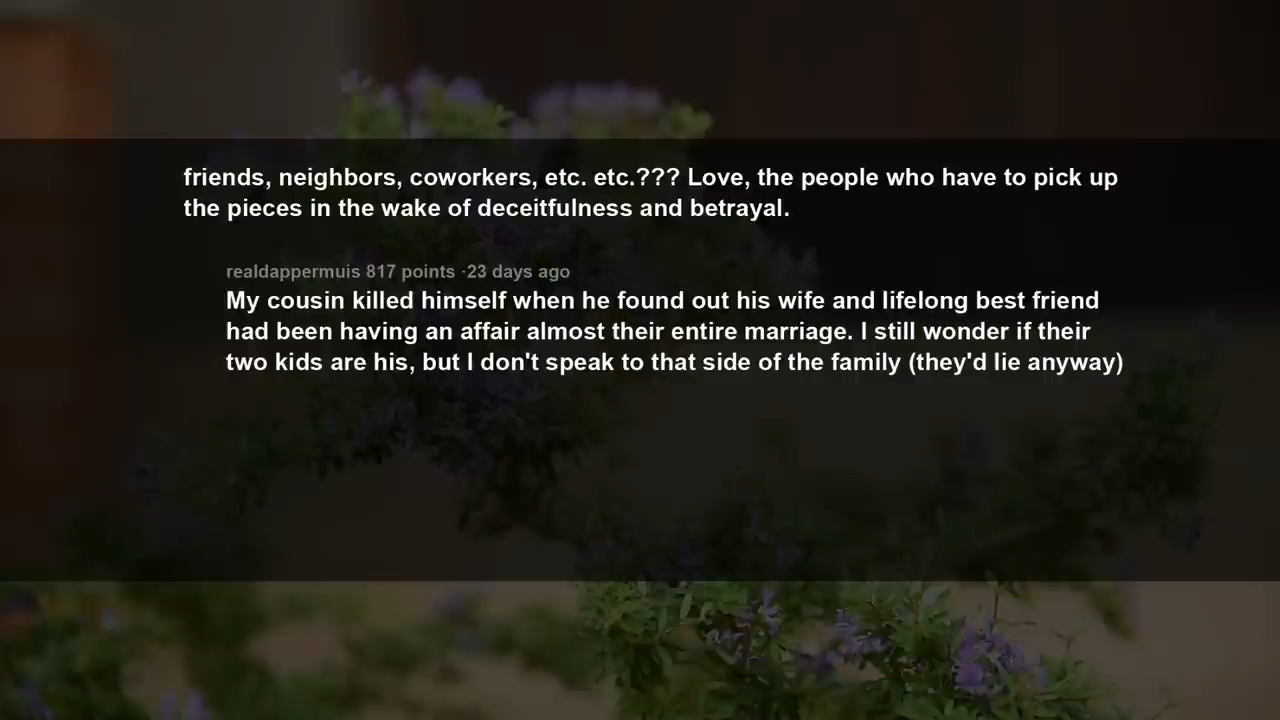 friends, neighbors, coworkers, etc. etc.??? Love, the people who have to pick up
the pieces in the wake of deceitfulness and betrayal.
realdappermuis 817 points ·23 days ago
My cousin killed himself when he found out his wife and lifelong best friend
had been having an affair almost their entire marriage. I still wonder if their
two kids are his, but I don't speak to that side of the family (they'd lie anyway)